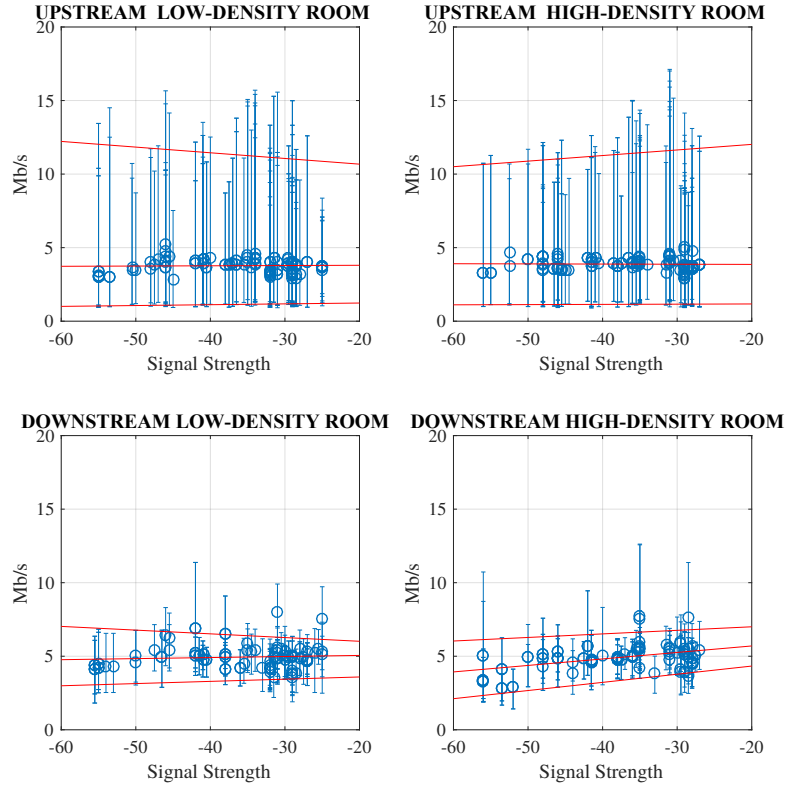 UPSTREAM LOW-DENSITY ROOM
20
15
10
5
0
Mb/s
-60 -50 -40 -30 -20
Signal Strength
UPSTREAM HIGH-DENSITY ROOM
20
15
10
5
0
Mb/s
-60 -50 -40 -30 -20
Signal Strength
DOWNSTREAM LOW-DENSITY ROOM
20
15
10
5
0
Mb/s
-60 -50 -40 -30 -20
Signal Strength
DOWNSTREAM HIGH-DENSITY ROOM
20
15
10
5
0
Mb/s
-60 -50 -40 -30 -20
Signal Strength